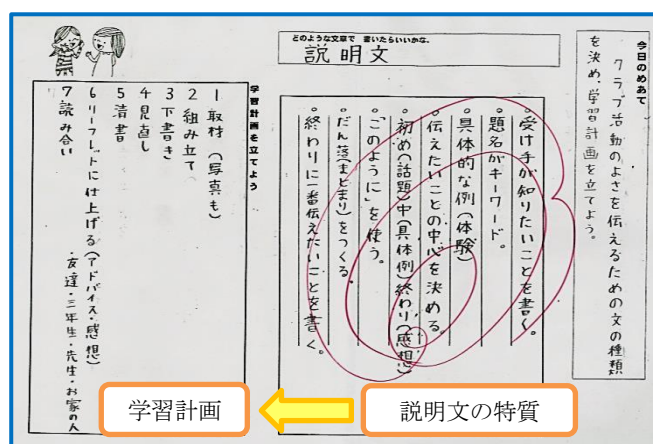 今日のめあて
クラブ活動のよさを伝えるための文の種類
を決め、学習計画を立てよう。
どのような文章で 書いたらいいかな。
説明文
。受け手が知りたいことを書く。
。題名がキーワード。
。具体的な例(体験)
。伝えたいことの中心を決める。
。初め(話題)中(具体例)終わり(感想)
。「このように」を使う。
。だん落(まとまり)をつくる。
。終わりに一番伝えたいことを書く。
学習計画を立てよう
1 取材 (写真も)
2 組み立て
3 下書き
4 見直し
5 清書
6 リーフレットに仕上げる(アドバイス・感想)
7 読み合い
・友達・三年生・先生・お家の人
学習計画
説明文の特質